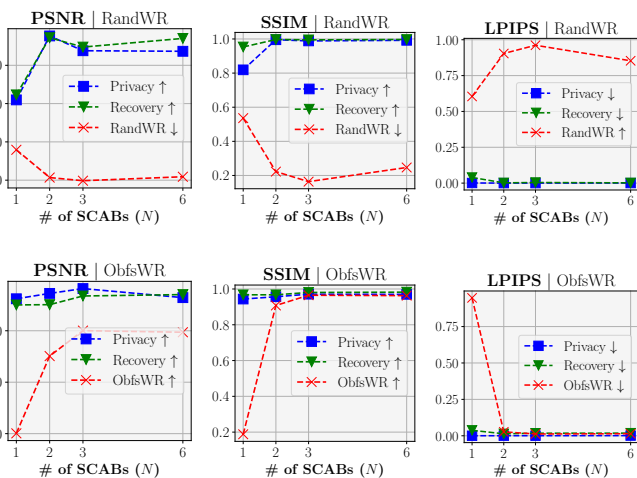 PSNR | RandWR
Privacy ↑
Recovery ↑
RandWR ↓
1 2 3 6
# of SCABs (N)
SSIM | RandWR
1.0
0.8
0.6
0.4
0.2
Privacy ↑
Recovery ↑
RandWR ↓
1 2 3 6
# of SCABs (N)
LPIPS | RandWR
1.00
0.75
0.50
0.25
0.00
Privacy ↓
Recovery ↓
RandWR ↑
1 2 3 6
# of SCABs (N)
PSNR | ObfsWR
Privacy ↑
Recovery ↑
ObfsWR ↑
1 2 3 6
# of SCABs (N)
SSIM | ObfsWR
1.0
0.8
0.6
0.4
0.2
Privacy ↑
Recovery ↑
ObfsWR ↑
1 2 3 6
# of SCABs (N)
LPIPS | ObfsWR
0.75
0.50
0.25
0.00
Privacy ↓
Recovery ↓
ObfsWR ↓
1 2 3 6
# of SCABs (N)